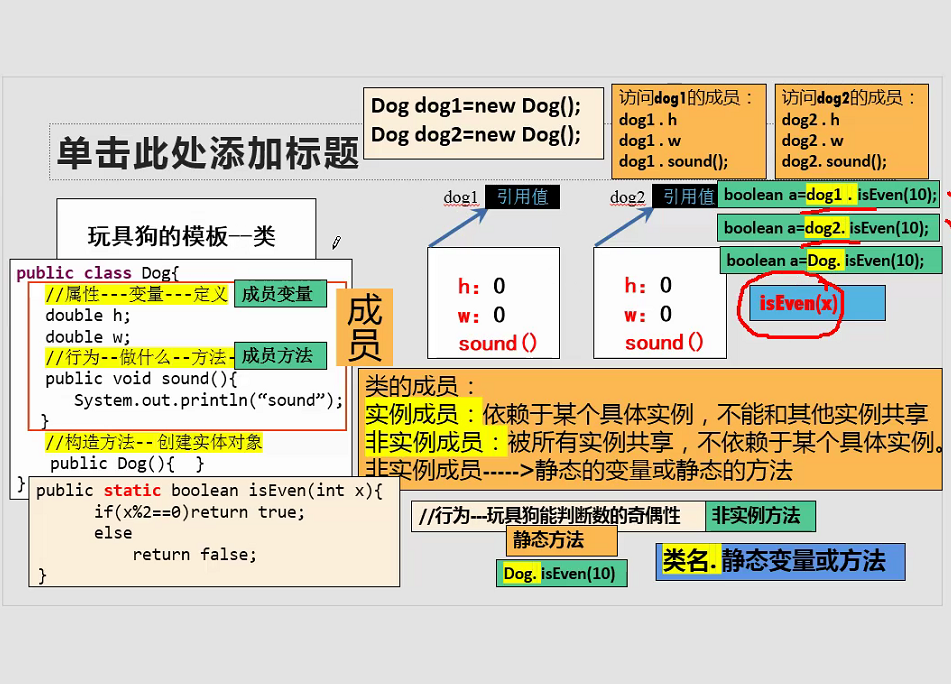 Dog dog1=new Dog();
Dog dog2=new Dog();
访问dog1的成员：
dog1 . h
dog1 . w
dog1 . sound();
访问dog2的成员：
dog2 . h
dog2 . w
dog2. sound();
单击此处添加标题
dog1 引用值
dog2 引用值
boolean a=dog1 . isEven(10);
boolean a=dog2. isEven(10);
boolean a=Dog. isEven(10);
isEven(x)
玩具狗的模板--类
public class Dog{
//属性---变量---定义 成员变量
double h;
double w;
//行为--做什么--方法- 成员方法
public void sound(){
System.out.println(“sound”);
}
//构造方法--创建实体对象
public Dog(){ }
}
成员
h: 0
w: 0
sound()
h: 0
w: 0
sound()
类的成员：
实例成员：依赖于某个具体实例，不能和其他实例共享
非实例成员：被所有实例共享，不依赖于某个具体实例。
非实例成员----->静态的变量或静态的方法
public static boolean isEven(int x){
if(x%2==0)return true;
else
return false;
}
//行为---玩具狗能判断数的奇偶性 非实例方法
静态方法
Dog. isEven(10)
类名. 静态变量或方法